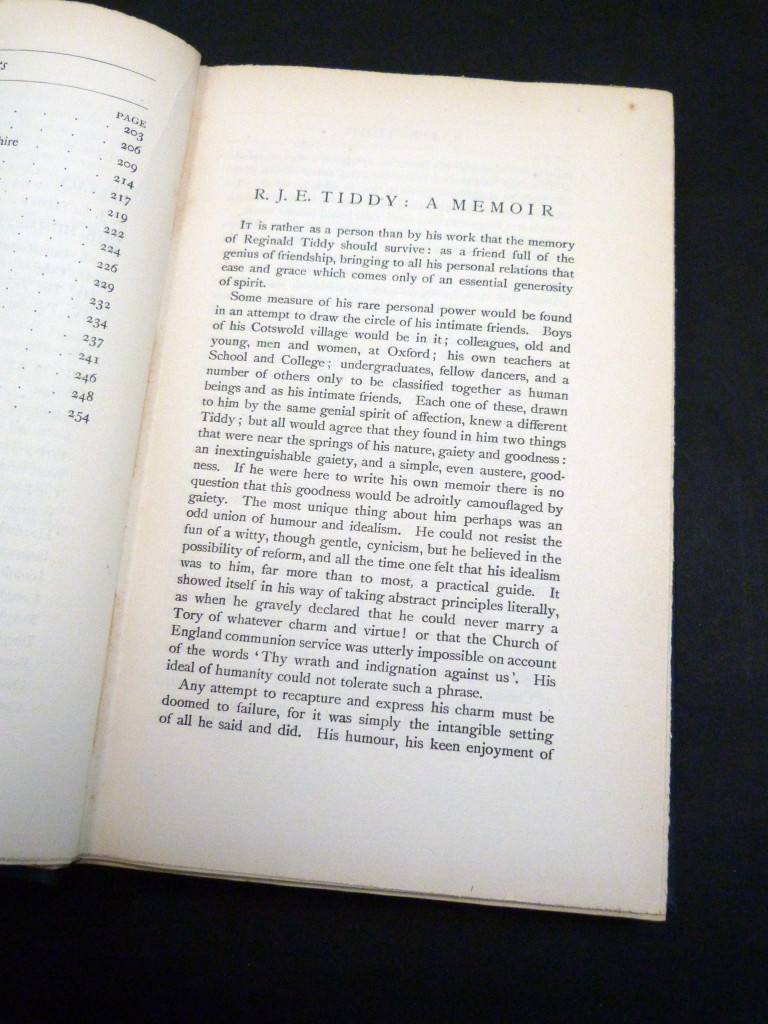 PAGE
203
206
209
214
217
219
222
224
226
229
232
234
237
241
246
248
254
R. J. E. TIDDY: A MEMOIR
IT is rather as a person than by his work that the memory
of Reginald Tiddy should survive: as a friend full of the
genius of friendship, bringing to all his personal relations that
ease and grace which comes only of an essential generosity
of spirit.
Some measure of his rare personal power would be found
in an attempt to draw the circle of his intimate friends. Boys
of his Cotswold village would be in it; colleagues, old and
young, men and women, at Oxford; his own teachers at
School and College; undergraduates, fellow dancers, and a
number of others only to be classified together as human
beings and as his intimate friends. Each one of these, drawn
to him by the same genial spirit of affection, knew a different
Tiddy; but all would agree that they found in him two things
that were near the springs of his nature, gaiety and goodness:
an inextinguishable gaiety, and a simple, even austere, good-
ness. If he were here to write his own memoir there is no
question that this goodness would be adroitly camouflaged by
gaiety. The most unique thing about him perhaps was an
odd union of humour and idealism. He could not resist the
fun of a witty, though gentle, cynicism, but he believed in the
possibility of reform, and all the time one felt that his idealism
was to him, far more than to most, a practical guide. It
showed itself in his way of taking abstract principles literally,
as when he gravely declared that he could never marry a
Tory of whatever charm and virtue! or that the Church of
England communion service was utterly impossible on account
of the words ‘Thy wrath and indignation against us’. His
ideal of humanity could not tolerate such a phrase.
Any attempt to recapture and express his charm must be
doomed to failure, for it was simply the intangible setting
of all he said and did. His humour, his keen enjoyment of